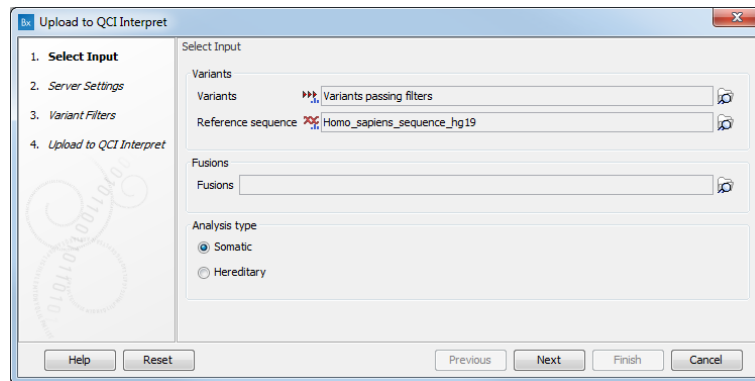 Bx Upload to QCI Interpret
1. Select Input
2. Server Settings
3. Variant Filters
4. Upload to QCI Interpret
Select Input
Variants
Variants Variants passing filters
Reference sequence Homo_sapiens_sequence_hg19
Fusions
Fusions
Analysis type
Somatic
Hereditary
Help Reset Previous Next Finish Cancel